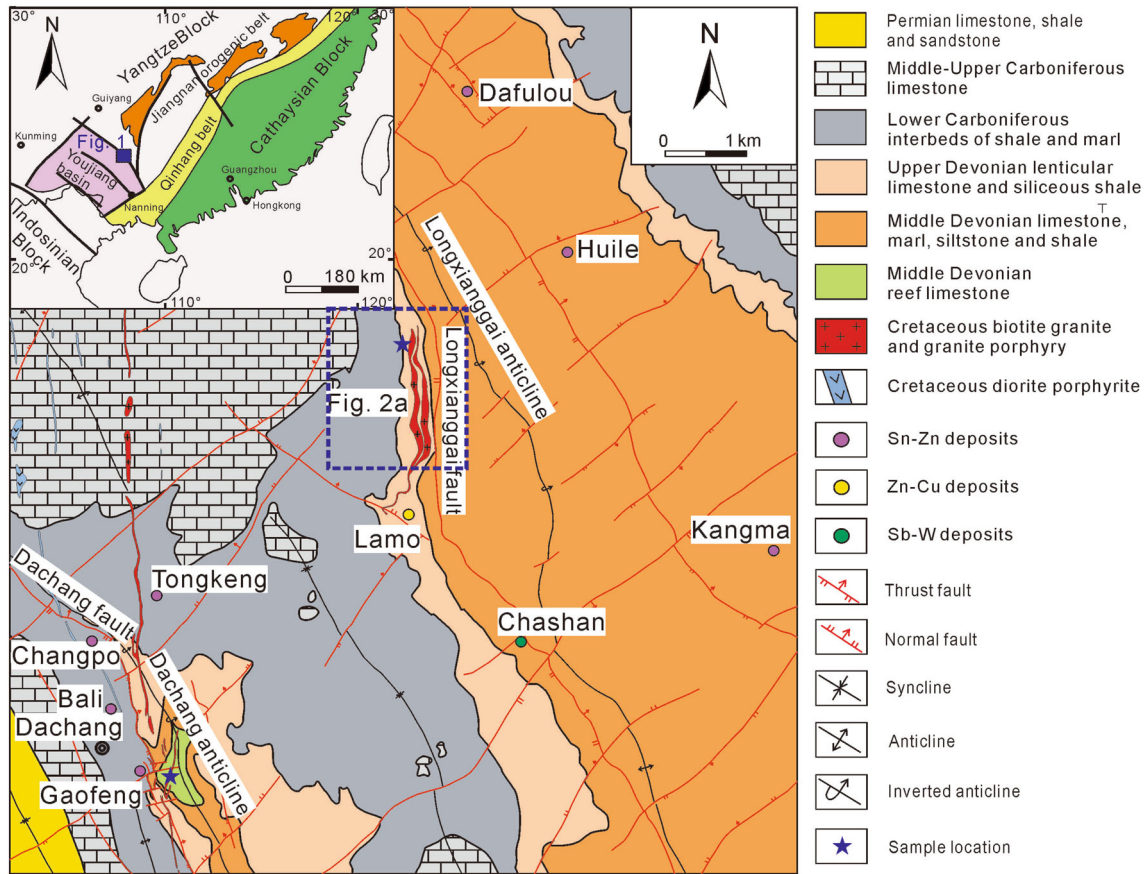 30°
110°
120°
30°
N
Yangtze Block
Jiangnan orogenic belt
Guiyang
Kunming
Fig. 1
Youjiang
basin
Qinhang belt
Cathaysian Block
Guangzhou
Hongkong
Nanning
Indosinian
Block
20°
20°
0 180 km
110°
120°
N
0 1 km
Dafulou
Huile
Longxianggai anticline
Longxianggai fault
Fig. 2a
Lamo
Kangma
Chashan
Tongkeng
Dachang fault
Changpo
Bali
Dachang
Dachang anticline
Gaofeng
Permian limestone, shale
and sandstone
Middle-Upper Carboniferous
limestone
Lower Carboniferous
interbeds of shale and marl
Upper Devonian lenticular
limestone and siliceous shale
Middle Devonian limestone,
marl, siltstone and shale
Middle Devonian
reef limestone
Cretaceous biotite granite
and granite porphyry
Cretaceous diorite porphyrite
Sn-Zn deposits
Zn-Cu deposits
Sb-W deposits
Thrust fault
Normal fault
Syncline
Anticline
Inverted anticline
Sample location